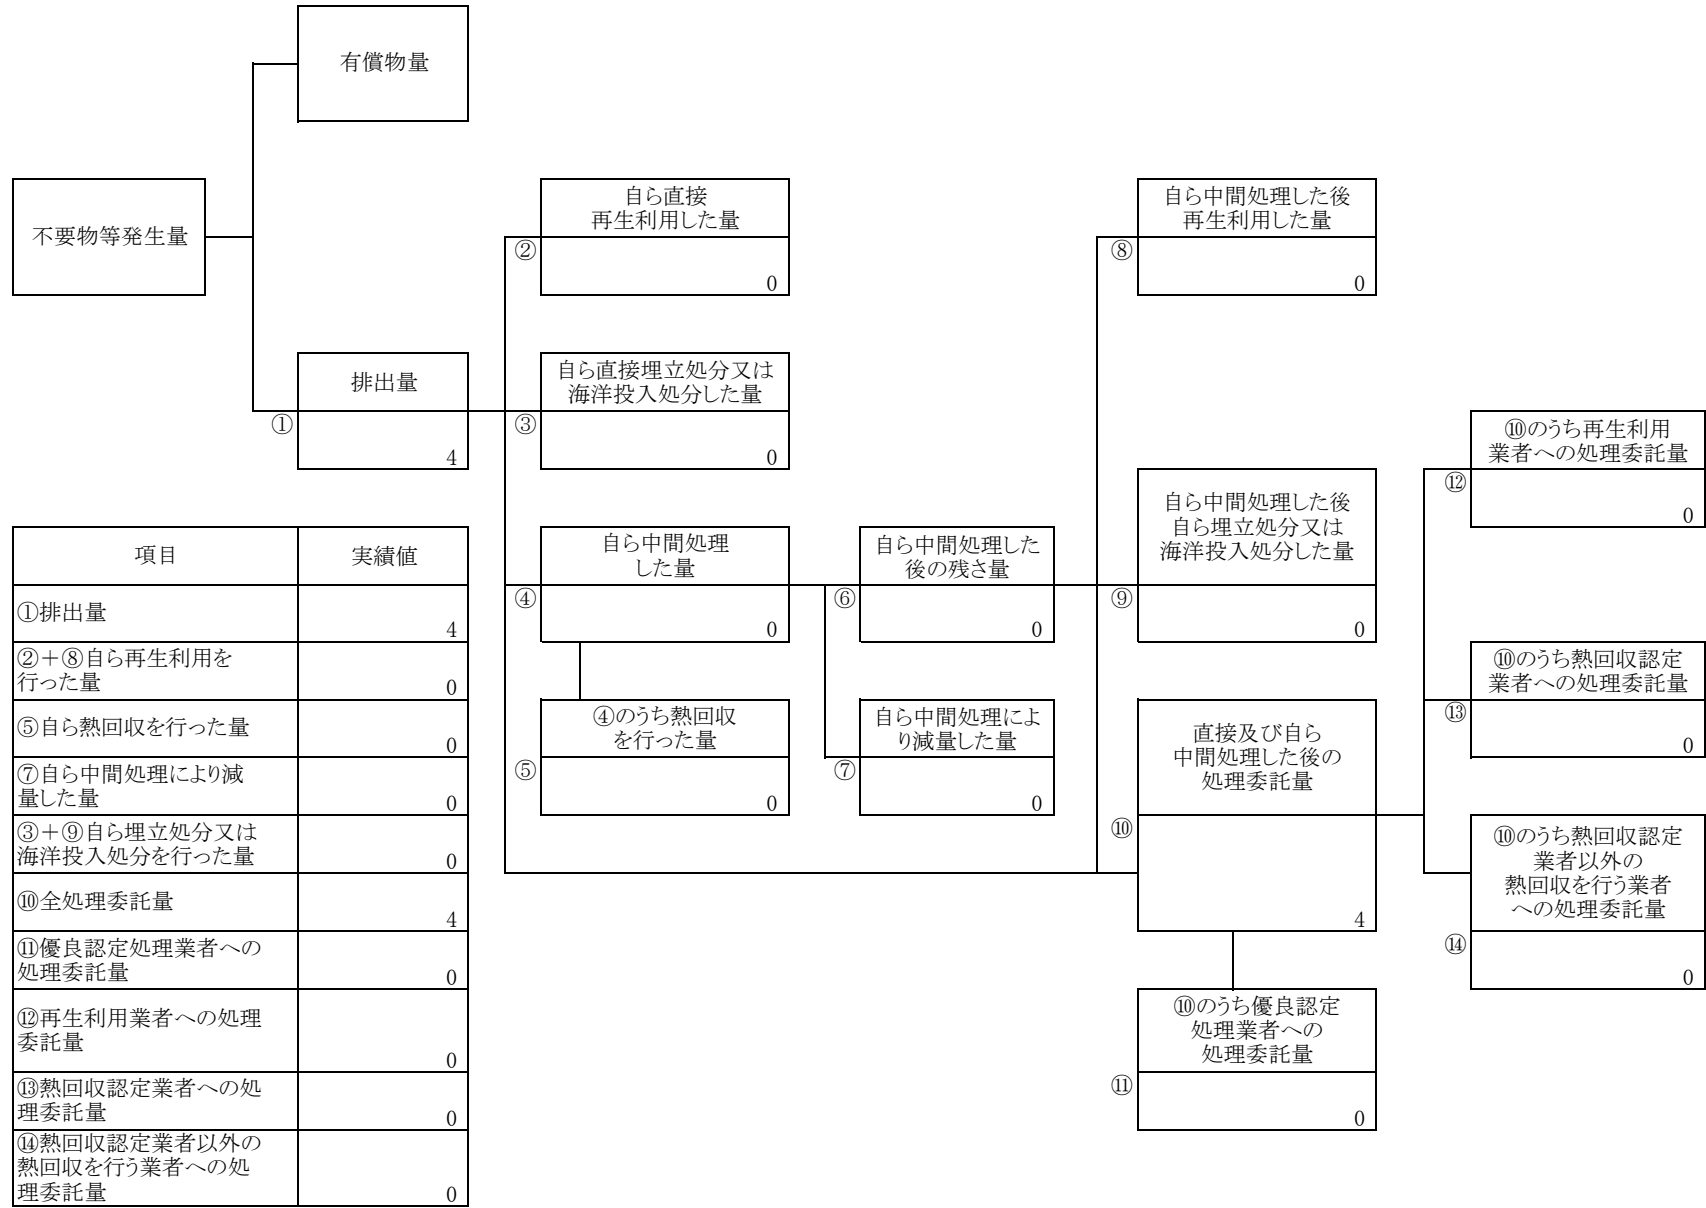 有償物量
不要物等発生量
自ら直接
再生利用した量
②
0
自ら中間処理した後
再生利用した量
⑧
0
排出量
①
4
自ら直接埋立処分又は
海洋投入処分した量
③
0
⑩のうち再生利用
業者への処理委託量
⑫
0
自ら中間処理
した量
④
0
自ら中間処理した
後の残さ量
⑥
0
自ら中間処理した後
自ら埋立処分又は
海洋投入処分した量
⑨
0
⑩のうち熱回収認定
業者への処理委託量
⑬
0
④のうち熱回収
を行った量
⑤
0
自ら中間処理によ
り減量した量
⑦
0
直接及び自ら
中間処理した後の
処理委託量
⑩
4
⑩のうち熱回収認定
業者以外の
熱回収を行う業者
への処理委託量
⑭
0
⑩のうち優良認定
処理業者への
処理委託量
⑪
0
項目 実績値
①排出量
4
②＋⑧自ら再生利用を
行った量
0
⑤自ら熱回収を行った量
0
⑦自ら中間処理により減
量した量
0
③＋⑨自ら埋立処分又は
海洋投入処分を行った量
0
⑩全処理委託量
4
⑪優良認定処理業者への
処理委託量
0
⑫再生利用業者への処理
委託量
0
⑬熱回収認定業者への処
理委託量
0
⑭熱回収認定業者以外の
熱回収を行う業者への処
理委託量
0